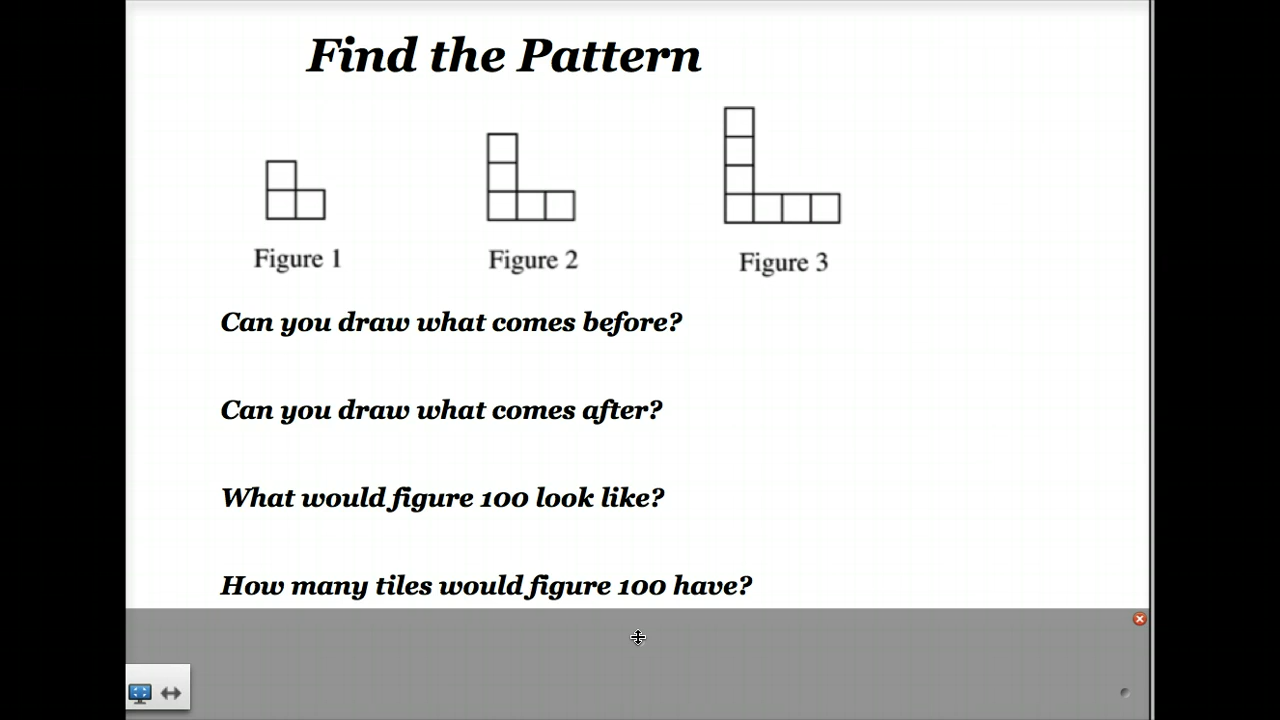 Find the Pattern
Figure 1
Figure 2
Figure 3
Can you draw what comes before?
Can you draw what comes after?
What would figure 100 look like?
How many tiles would figure 100 have?